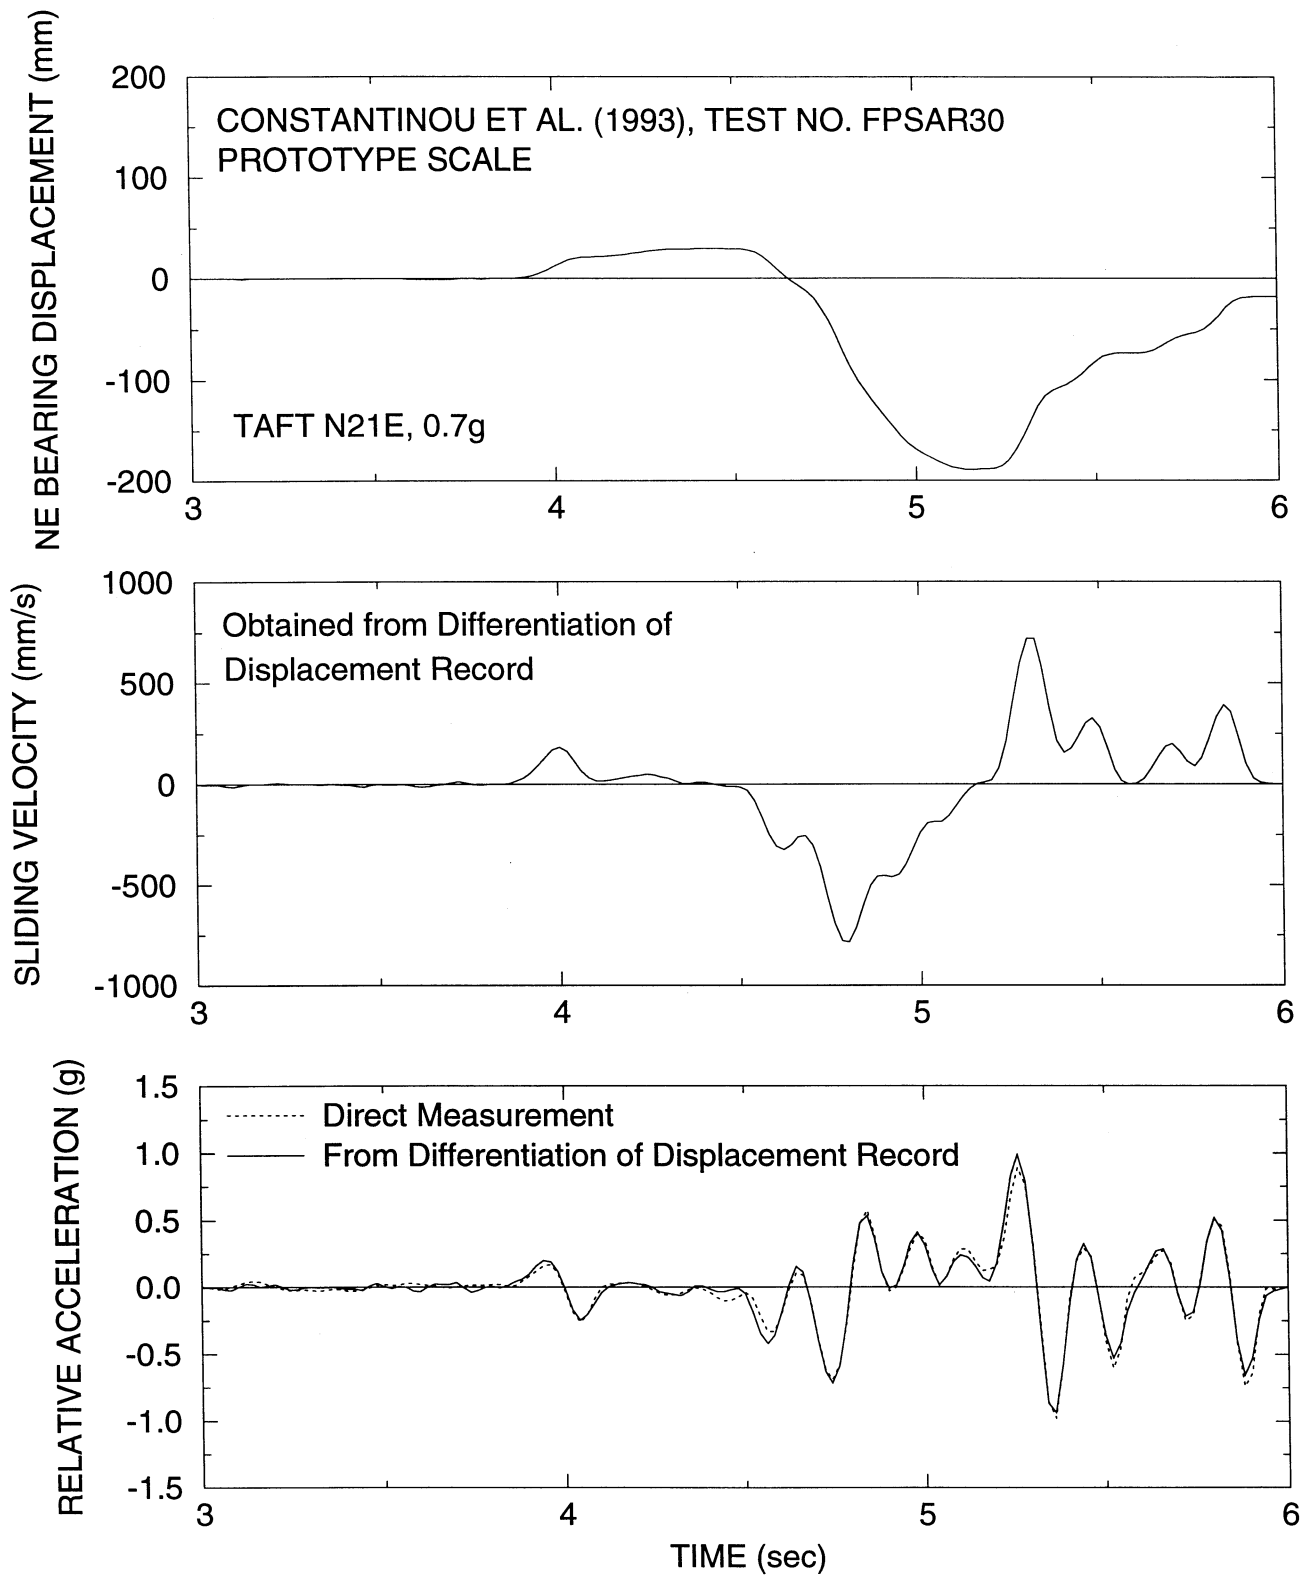 NE BEARING DISPLACEMENT (mm)
200
CONSTANTINOU ET AL. (1993), TEST NO. FPSAR30
PROTOTYPE SCALE
100
0
-100
TAFT N21E, 0.7g
-200
3 4 5 6
SLIDING VELOCITY (mm/s)
1000
Obtained from Differentiation of
Displacement Record
500
0
-500
-1000
3 4 5 6
RELATIVE ACCELERATION (g)
1.5
Direct Measurement
1.0
From Differentiation of Displacement Record
0.5
0.0
-0.5
-1.0
-1.5
3 4 5 6
TIME (sec)